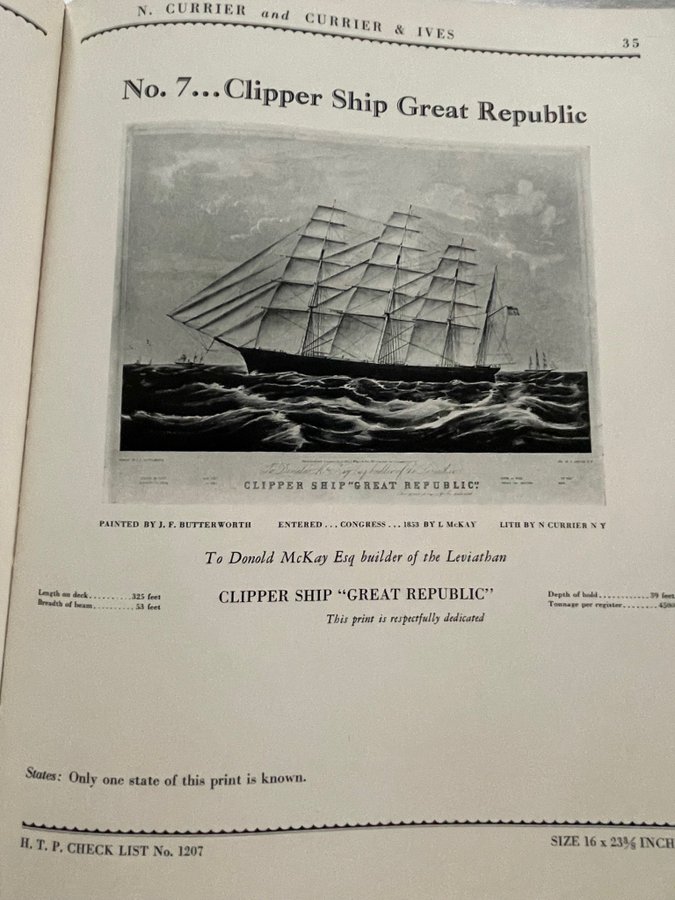 N. CURRIER and CURRIER & IVES
35
No. 7...Clipper Ship Great Republic
CLIPPER SHIP "GREAT REPUBLIC".
PAINTED BY J. F. BUTTERWORTH ENTERED... CONGRESS... 1853 BY L McKAY LITH BY N CURRIER N Y
To Donold McKay Esq builder of the Leviathan
Length on deck..........325 feet
Breadth of beam..........53 feet
CLIPPER SHIP "GREAT REPUBLIC"
Depth of hold............39 feet
Tonnage per register.......4500
This print is respectfully dedicated
States: Only one state of this print is known.
H. T. P. CHECK LIST No. 1207
SIZE 16 x 23⅜ INCH